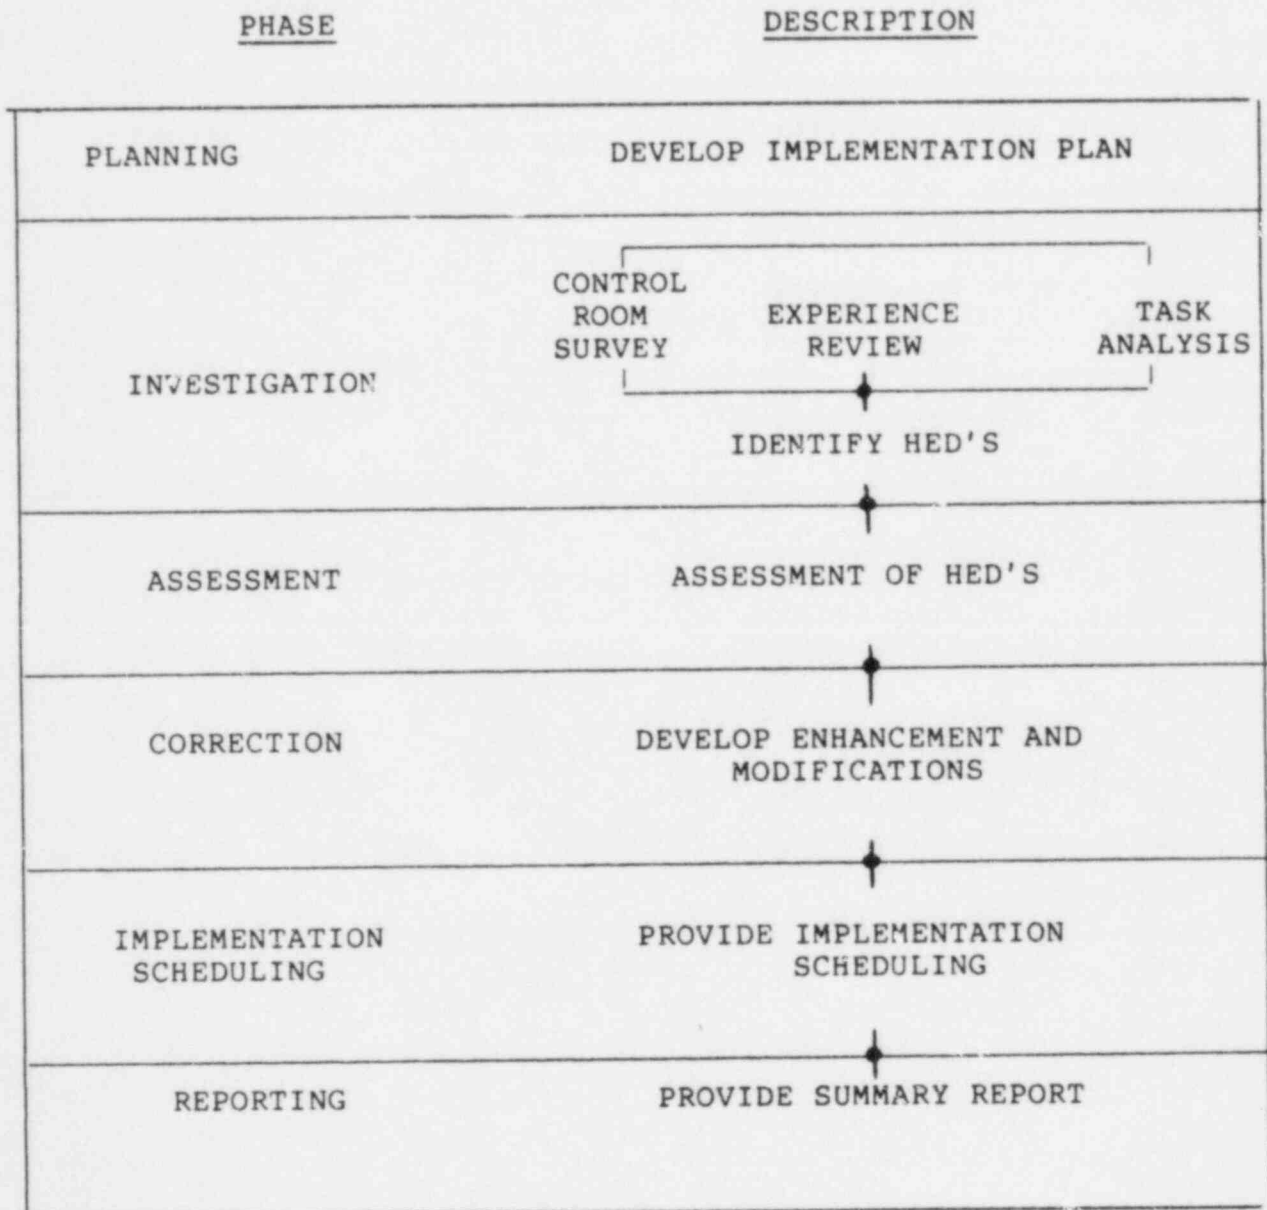 PHASE
DESCRIPTION
PLANNING
DEVELOP IMPLEMENTATION PLAN
INVESTIGATION
CONTROL
ROOM
SURVEY
EXPERIENCE
REVIEW
TASK
ANALYSIS
IDENTIFY HED'S
ASSESSMENT
ASSESSMENT OF HED'S
CORRECTION
DEVELOP ENHANCEMENT AND
MODIFICATIONS
IMPLEMENTATION
SCHEDULING
PROVIDE IMPLEMENTATION
SCHEDULING
REPORTING
PROVIDE SUMMARY REPORT